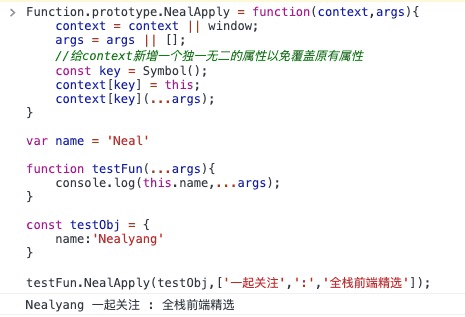 > Function.prototype.NealApply = function(context,args){
    context = context || window;
    args = args || [];
    //给context新增一个独一无二的属性以免覆盖原有属性
    const key = Symbol();
    context[key] = this;
    context[key](...args);
}

var name = 'Neal'

function testFun(...args){
    console.log(this.name,...args);
}

const testObj = {
    name:'Nealyang'
}

testFun.NealApply(testObj,['一起关注',':','全栈前端精选']);
Nealyang 一起关注 : 全栈前端精选